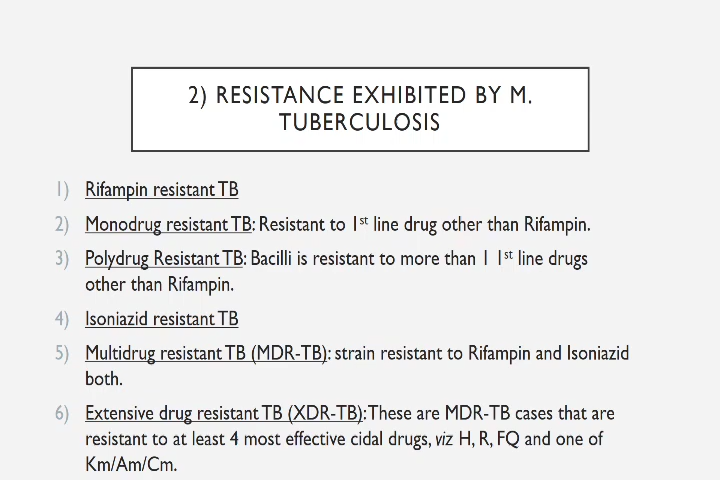 2) RESISTANCE EXHIBITED BY M.
TUBERCULOSIS
1) Rifampin resistant TB
2) Monodrug resistant TB: Resistant to 1st line drug other than Rifampin.
3) Polydrug Resistant TB: Bacilli is resistant to more than 1 1st line drugs
other than Rifampin.
4) Isoniazid resistant TB
5) Multidrug resistant TB (MDR-TB): strain resistant to Rifampin and Isoniazid
both.
6) Extensive drug resistant TB (XDR-TB):These are MDR-TB cases that are
resistant to at least 4 most effective cidal drugs, viz H, R, FQ and one of
Km/Am/Cm.